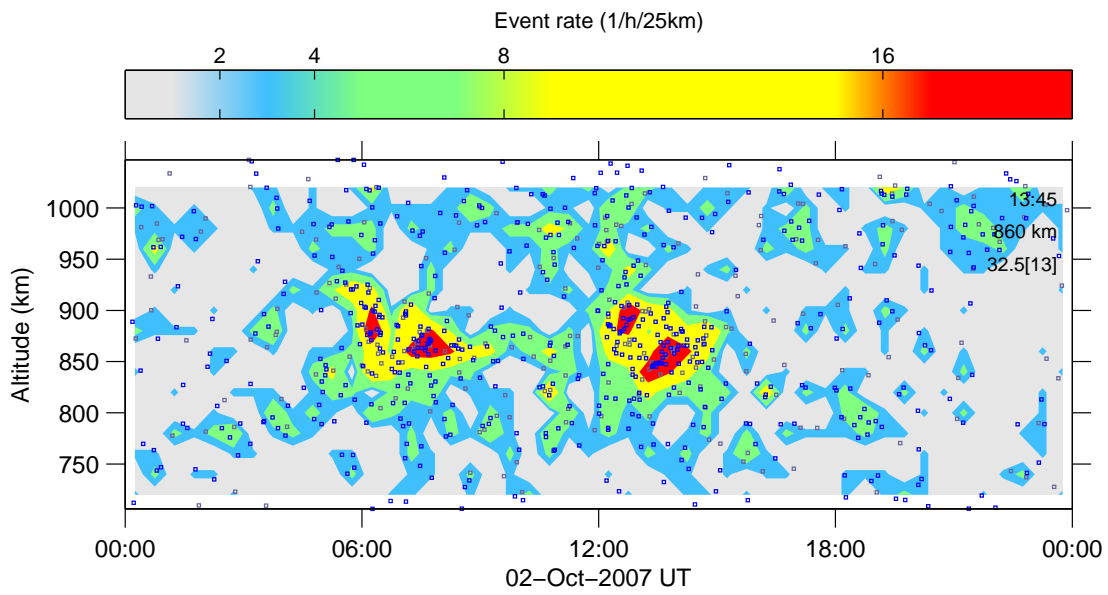 Event rate (1/h/25km)
2 4 8 16
1000
950
900
850
800
750
Altitude (km)
13:45
860 km
32.5[13]
00:00 06:00 12:00 18:00 00:00
02−Oct−2007 UT